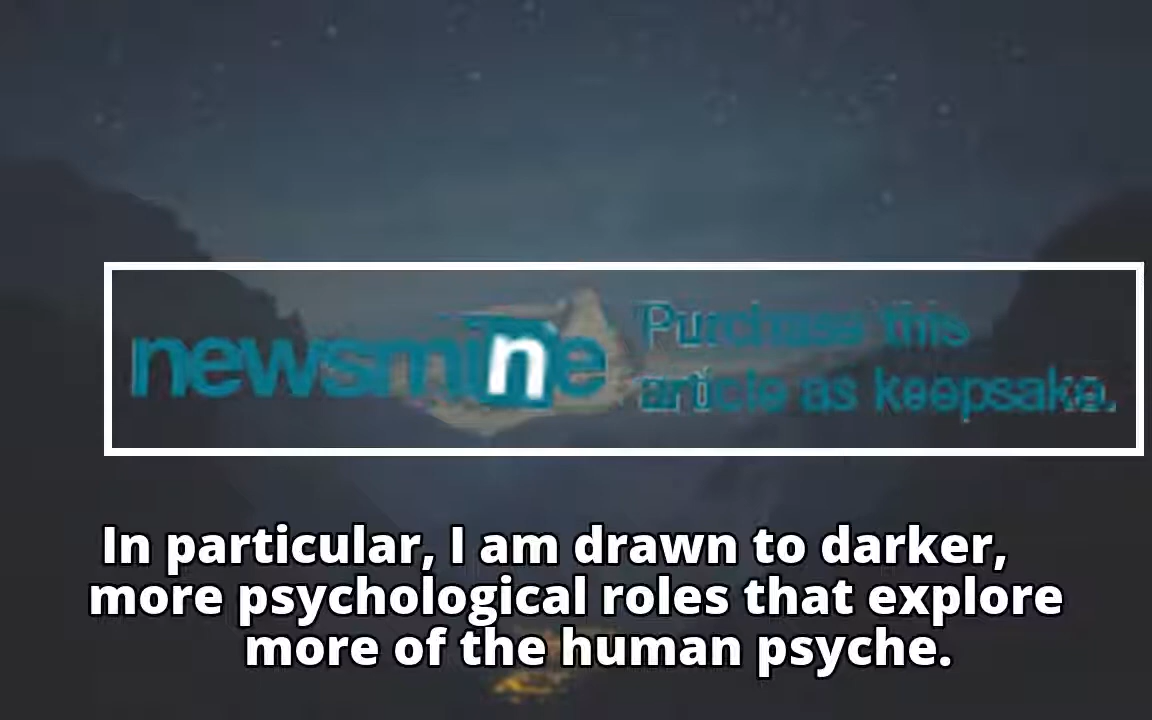 newsmine
Purchase this
article as keepsake.
In particular, I am drawn to darker,
more psychological roles that explore
more of the human psyche.